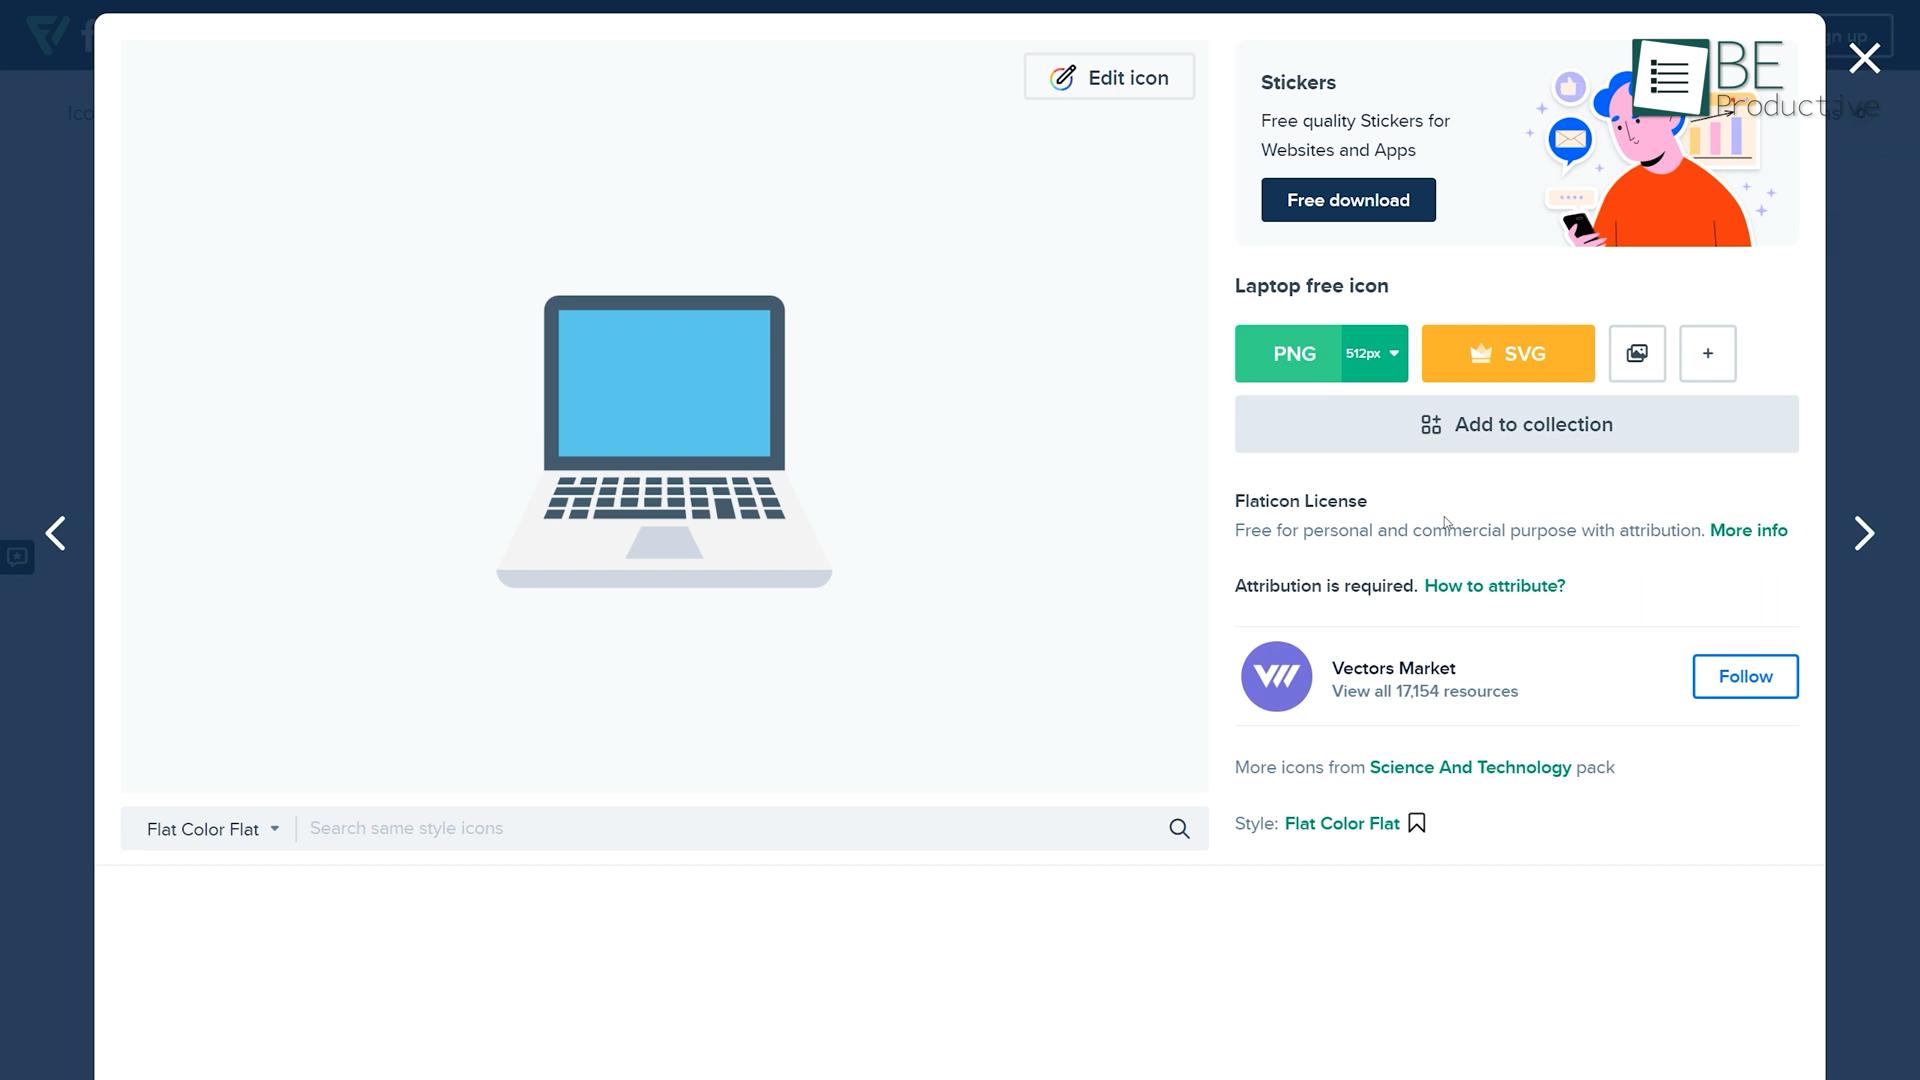 Edit icon
Stickers
Free quality Stickers for
Websites and Apps
Free download
BE
Productive
Laptop free icon
PNG 512px
SVG
+
Add to collection
Flaticon License
Free for personal and commercial purpose with attribution. More info
Attribution is required. How to attribute?
Vectors Market
View all 17,154 resources
Follow
More icons from Science And Technology pack
Style: Flat Color Flat
Flat Color Flat
Search same style icons